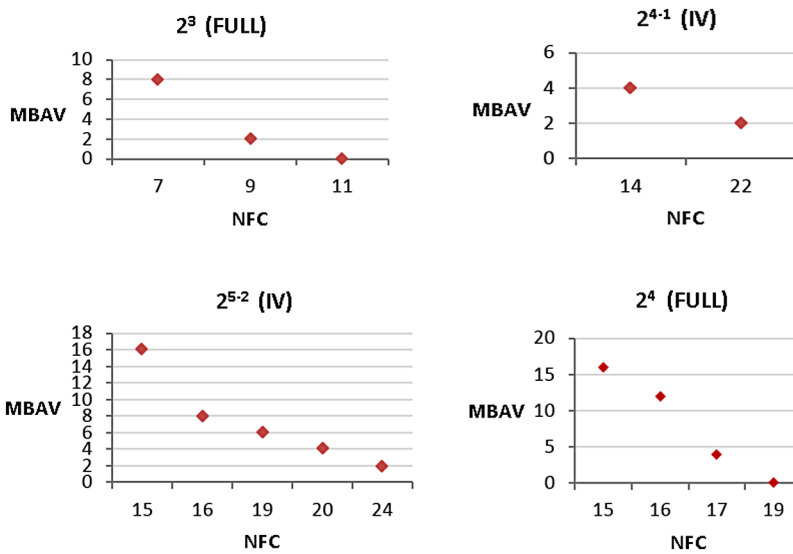 2³ (FULL)
10
8
6
4
2
0
MBAV
7 9 11
NFC
2⁴⁻¹ (IV)
6
4
2
0
MBAV
14 22
NFC
2⁵⁻² (IV)
18
16
14
12
10
8
6
4
2
0
MBAV
15 16 19 20 24
NFC
2⁴ (FULL)
20
15
10
5
0
MBAV
15 16 17 19
NFC